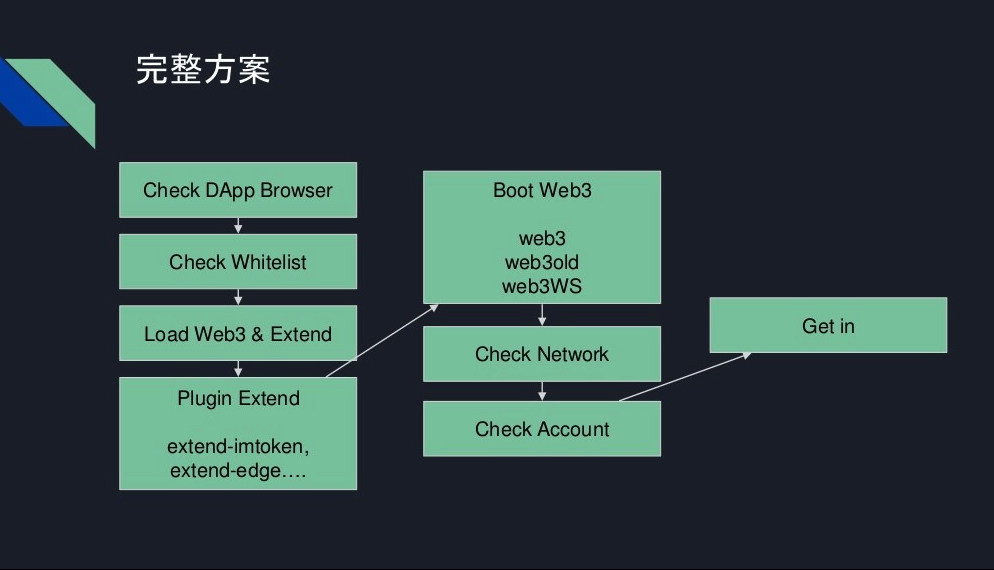 完整方案
Check DApp Browser
Check Whitelist
Load Web3 & Extend
Plugin Extend
extend-imtoken,
extend-edge….
Boot Web3
web3
web3old
web3WS
Check Network
Check Account
Get in